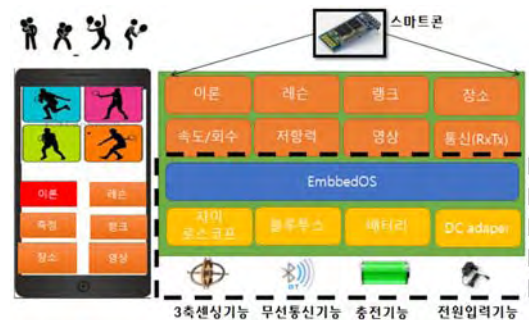 스마트콘
이론
레슨
랭크
장소
속도/회수
저항력
영상
통신(RxTx)
EmbbedOS
자이
로스코프
블루투스
배터리
DC adaper
3축센싱기능
무선통신기능
충전기능
전원입력기능
이론
레슨
측정
랭크
장소
영상